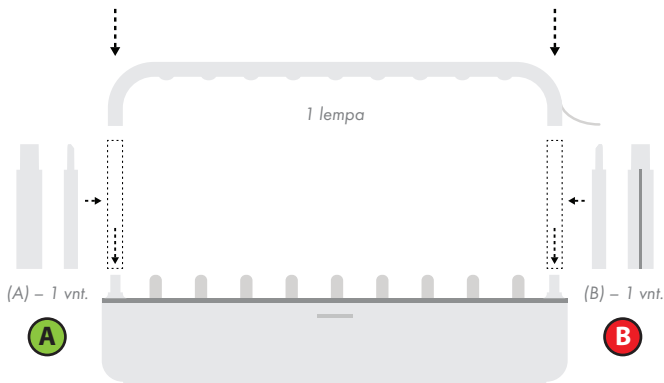 1 lempa
(A) – 1 vnt.
(B) – 1 vnt.
A
B